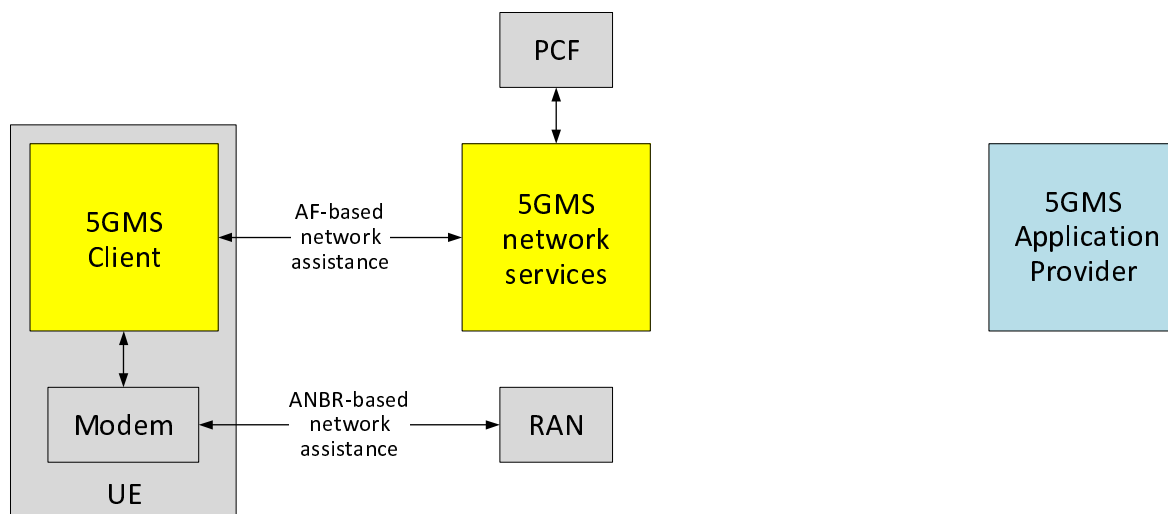 PCF
5GMS
Client
AF-based
network
assistance
5GMS
network
services
5GMS
Application
Provider
Modem
ANBR-based
network
assistance
RAN
UE